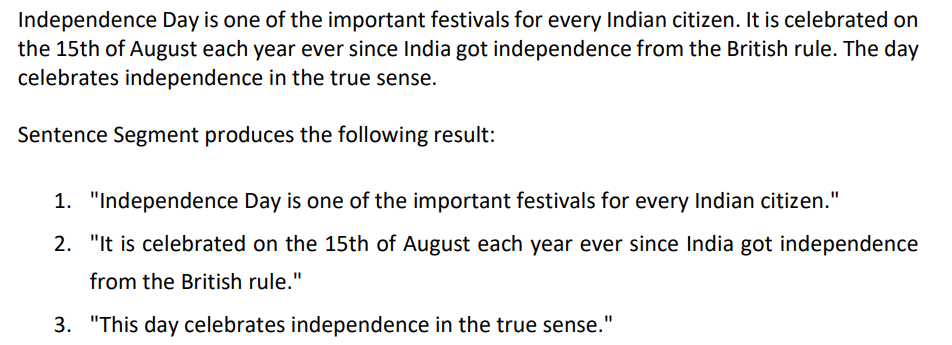 Independence Day is one of the important festivals for every Indian citizen. It is celebrated on
the 15th of August each year ever since India got independence from the British rule. The day
celebrates independence in the true sense.
Sentence Segment produces the following result:
1. "Independence Day is one of the important festivals for every Indian citizen."
2. "It is celebrated on the 15th of August each year ever since India got independence
from the British rule."
3. "This day celebrates independence in the true sense."